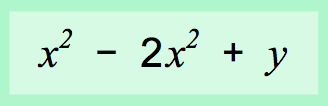 x² − 2x² + y